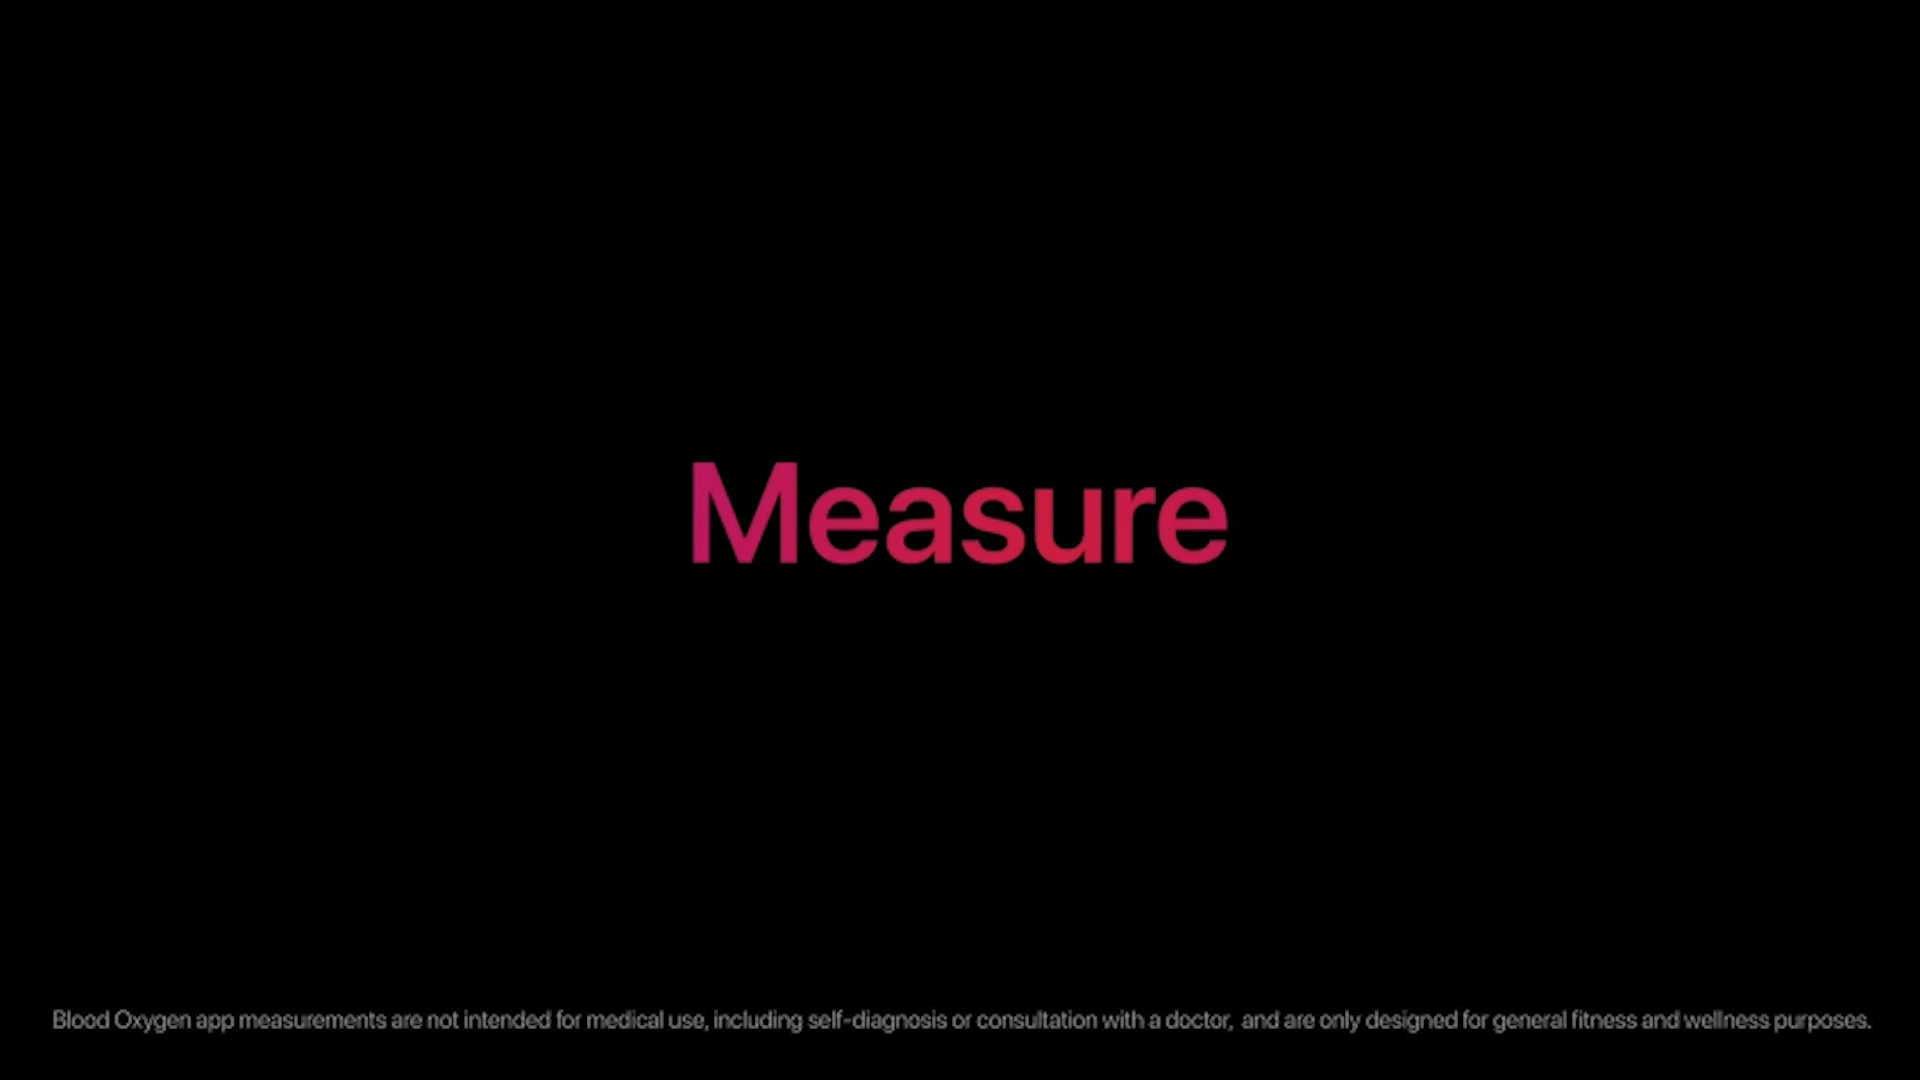 Measure
Blood Oxygen app measurements are not intended for medical use, including self-diagnosis or consultation with a doctor, and are only designed for general fitness and wellness purposes.